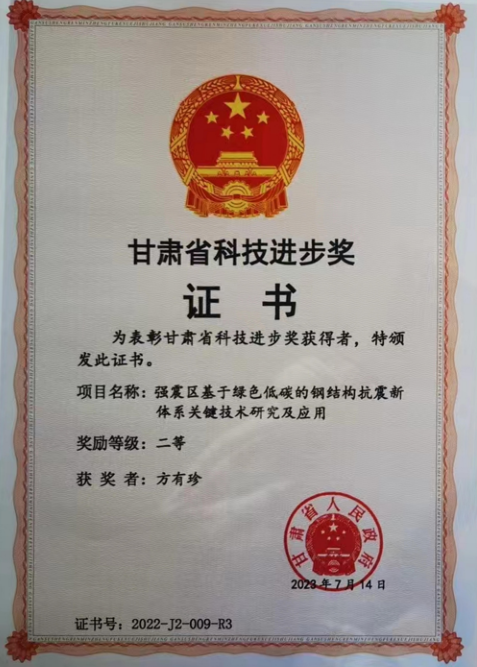 甘肃省科技进步奖
证 书
为表彰甘肃省科技进步奖获得者，特颁
发此证书。
项目名称：强震区基于绿色低碳的钢结构抗震新
体系关键技术研究及应用
奖励等级：二等
获 奖 者：方有珍
甘肃省人民政府
2023 年 7 月 14 日
证书号：2022-J2-009-R3